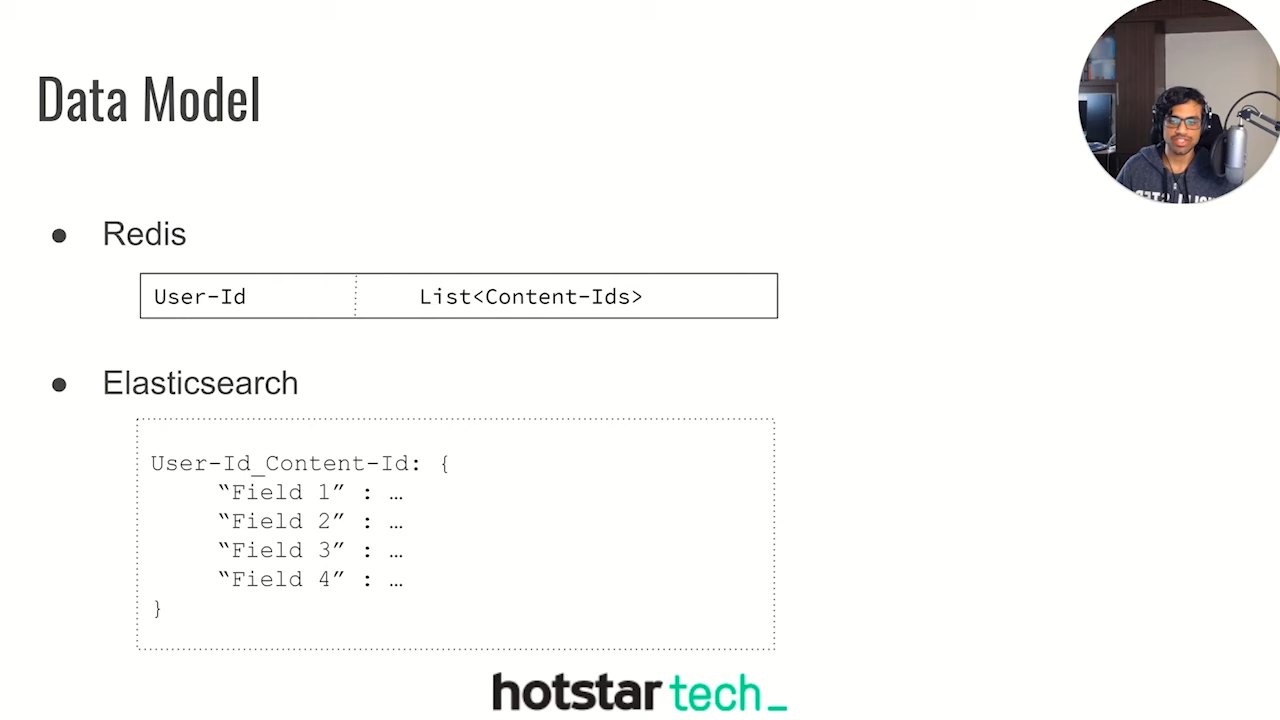 Data Model
● Redis
User-Id List<Content-Ids>
● Elasticsearch
User-Id_Content-Id: {
“Field 1” : …
“Field 2” : …
“Field 3” : …
“Field 4” : …
}
hotstar tech_